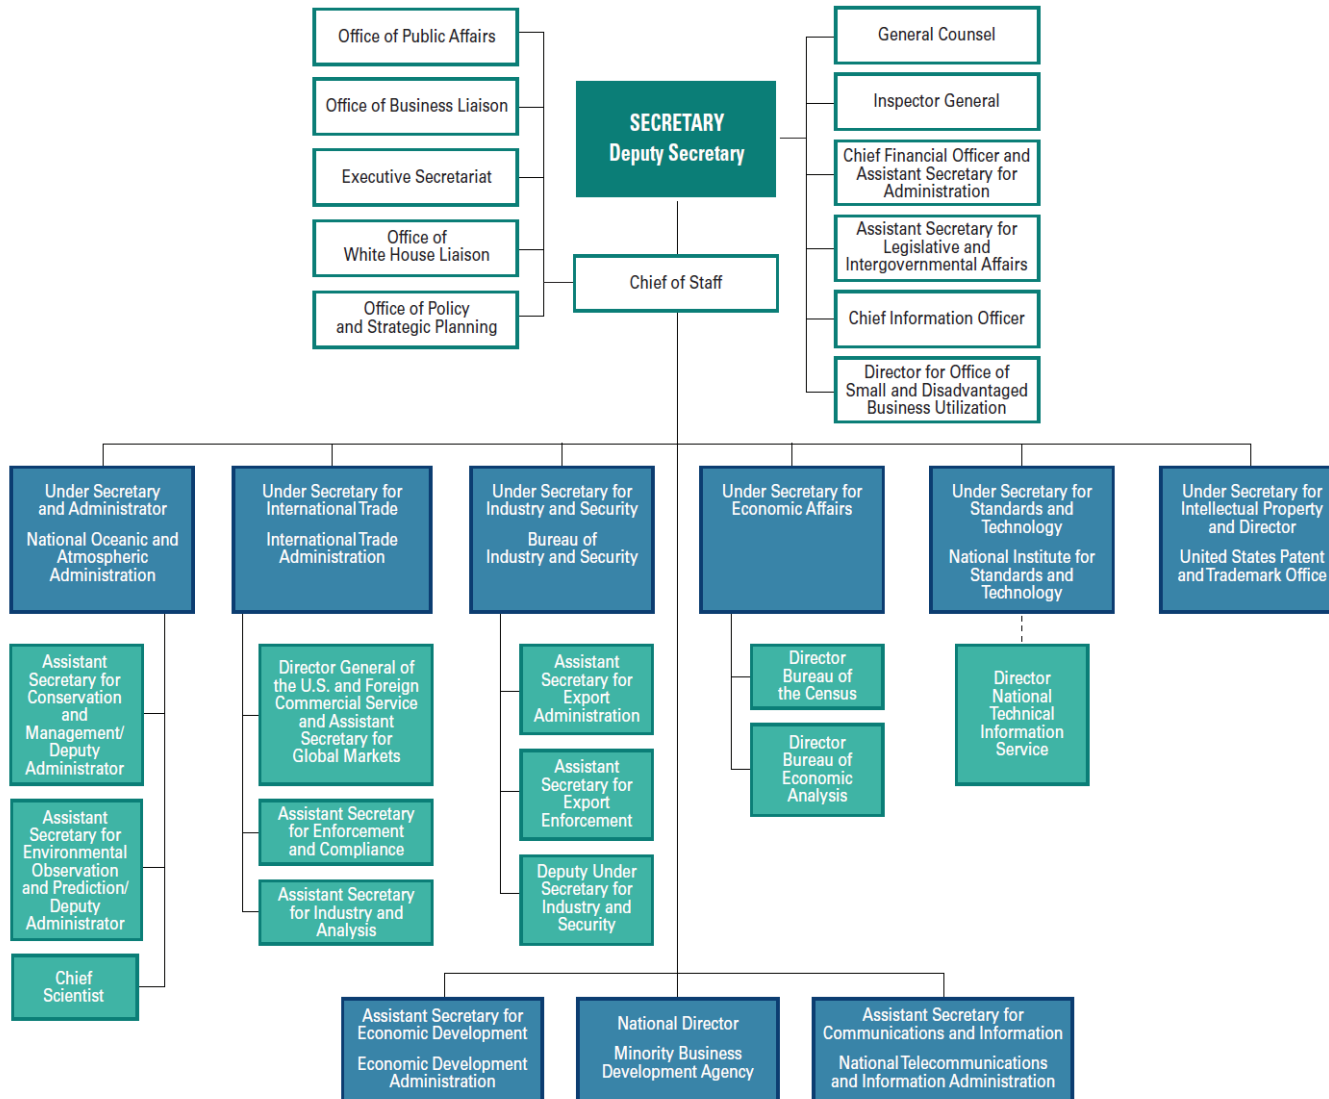 Office of Public Affairs
Office of Business Liaison
Executive Secretariat
Office of
White House Liaison
Office of Policy
and Strategic Planning
SECRETARY
Deputy Secretary
Chief of Staff
General Counsel
Inspector General
Chief Financial Officer and
Assistant Secretary for
Administration
Assistant Secretary for
Legislative and
Intergovernmental Affairs
Chief Information Officer
Director for Office of
Small and Disadvantaged
Business Utilization
Under Secretary
and Administrator
National Oceanic and
Atmospheric
Administration
Under Secretary for
International Trade
International Trade
Administration
Under Secretary for
Industry and Security
Bureau of
Industry and Security
Under Secretary for
Economic Affairs
Under Secretary for
Standards and
Technology
National Institute for
Standards and
Technology
Under Secretary for
Intellectual Property
and Director
United States Patent
and Trademark Office
Assistant
Secretary for
Conservation
and
Management/
Deputy
Administrator
Assistant
Secretary for
Environmental
Observation
and Prediction/
Deputy
Administrator
Chief
Scientist
Director General of
the U.S. and Foreign
Commercial Service
and Assistant
Secretary for
Global Markets
Assistant Secretary
for Enforcement
and Compliance
Assistant Secretary
for Industry and
Analysis
Assistant
Secretary for
Export
Administration
Assistant
Secretary for
Export
Enforcement
Deputy Under
Secretary for
Industry and
Security
Director
Bureau of
the Census
Director
Bureau of
Economic
Analysis
Director
National
Technical
Information
Service
Assistant Secretary for
Economic Development
Economic Development
Administration
National Director
Minority Business
Development Agency
Assistant Secretary for
Communications and Information
National Telecommunications
and Information Administration